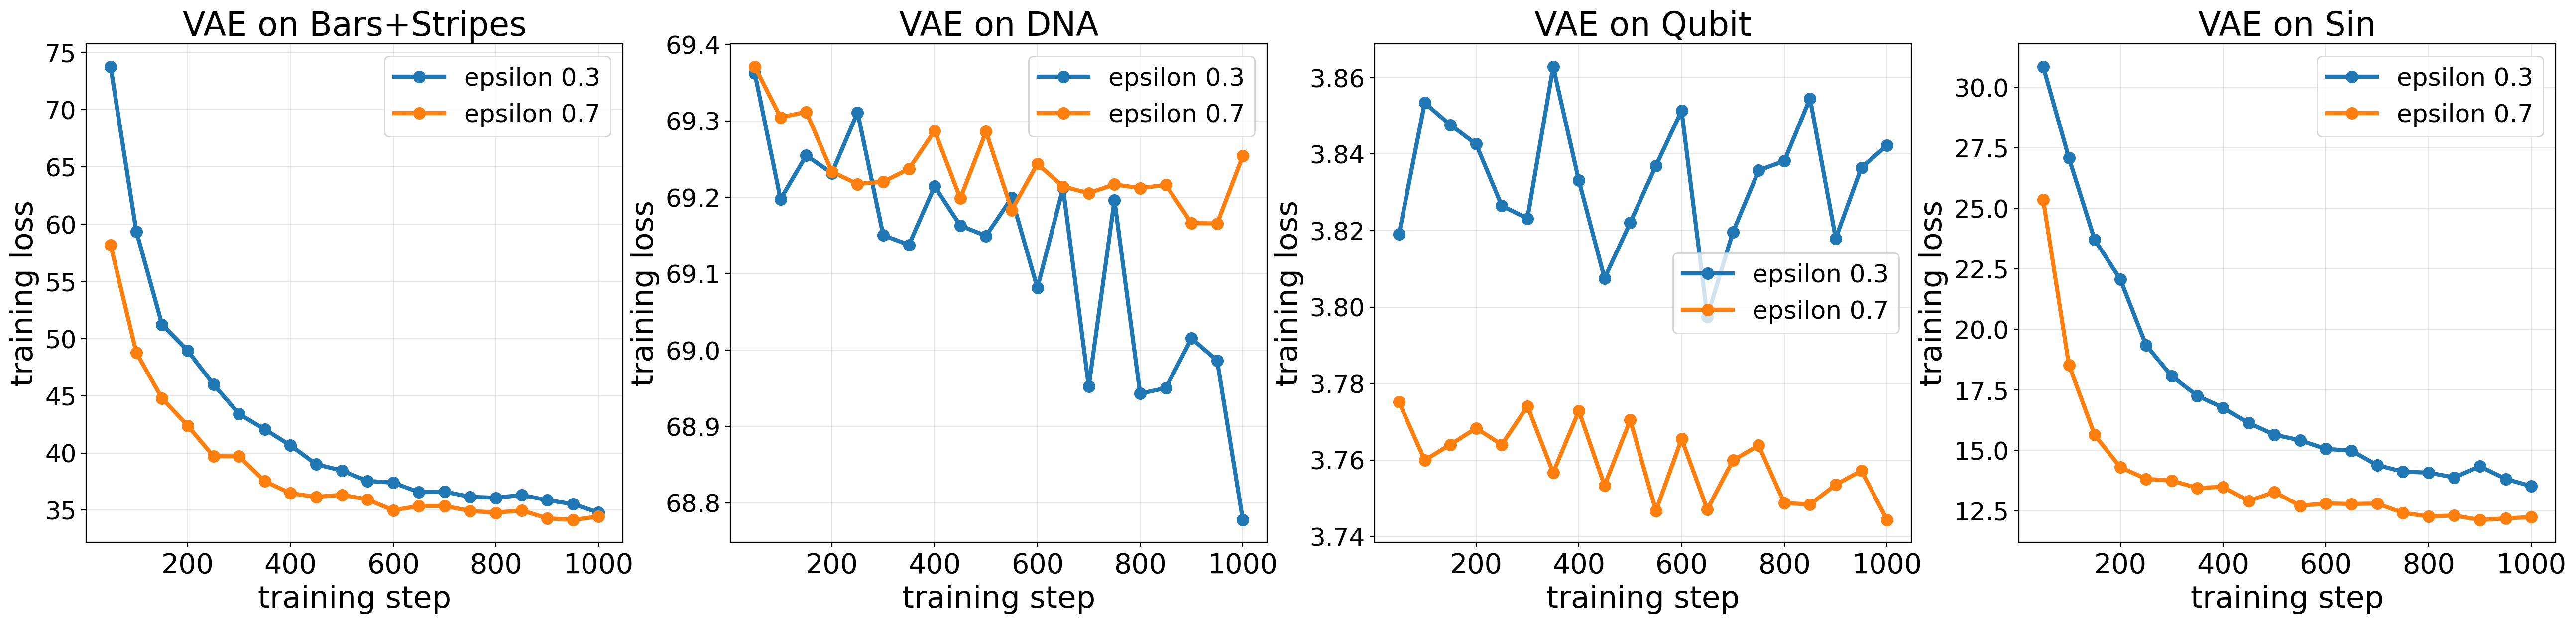 VAE on Bars+Stripes
75
70
65
60
55
50
45
40
35
training loss
epsilon 0.3
epsilon 0.7
200
400
600
800
1000
training step
VAE on DNA
69.4
69.3
69.2
69.1
69.0
68.9
68.8
training loss
epsilon 0.3
epsilon 0.7
200
400
600
800
1000
training step
VAE on Qubit
3.86
3.84
3.82
3.80
3.78
3.76
3.74
training loss
epsilon 0.3
epsilon 0.7
200
400
600
800
1000
training step
VAE on Sin
30.0
27.5
25.0
22.5
20.0
17.5
15.0
12.5
training loss
epsilon 0.3
epsilon 0.7
200
400
600
800
1000
training step